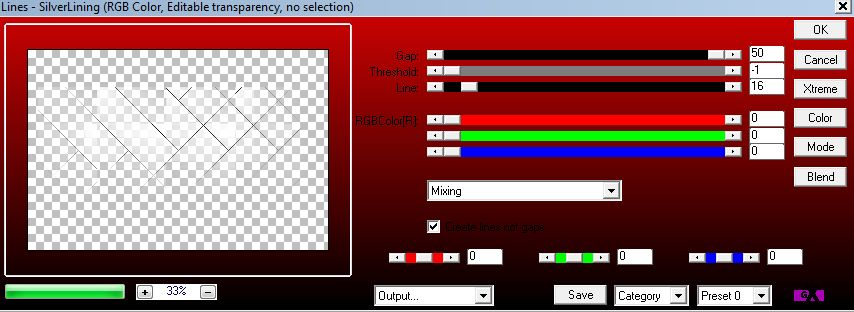 Lines - SilverLining (RGB Color, Editable transparency, no selection)
OK
Gap: 50
Threshold: -1
Cancel
Line: 16
Xtreme
RGBColor[R]: 0
Color
0
Mode
0
Blend
Mixing
Create lines not gaps
0 0 0
+ 33% -
Output...
Save
Category
Preset 0